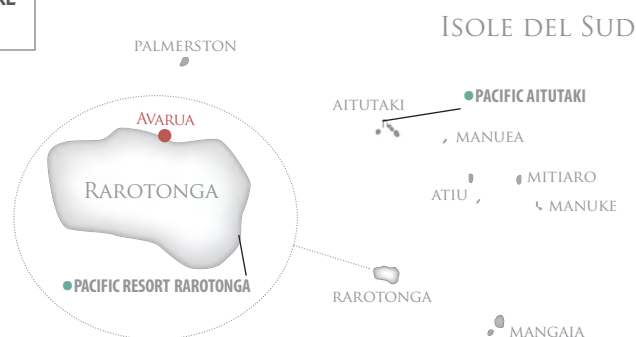 ISOLE DEL SUD
PALMERSTON
AITUTAKI
PACIFIC AITUTAKI
AVARUA
MANUEA
RAROTONGA
MITIARO
ATIU
MANUKE
PACIFIC RESORT RAROTONGA
RAROTONGA
MANGAIA